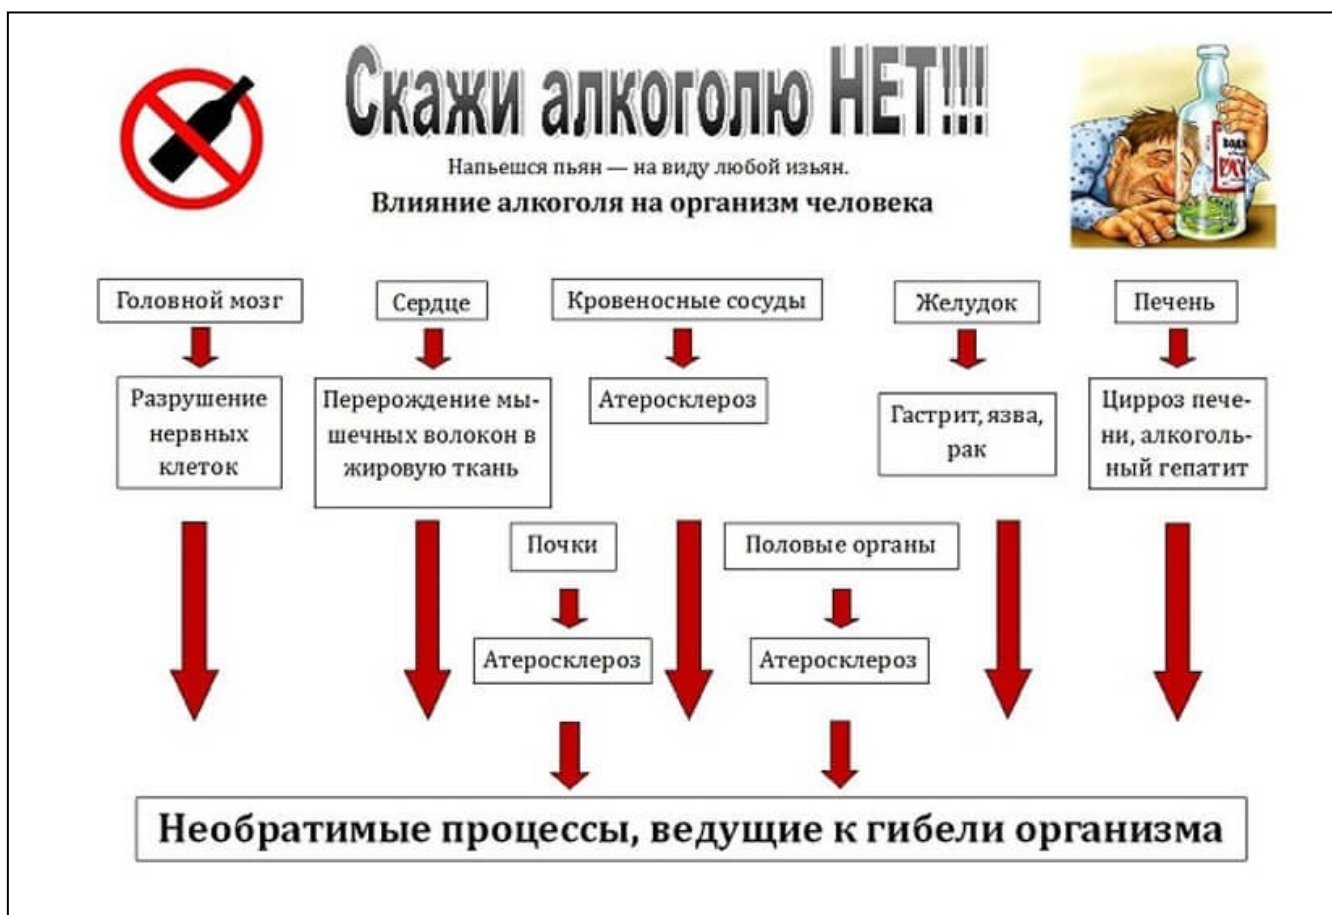 Скажи алкоголю НЕТ!!!
Напьешся пьян — на виду любой изьян.
Влияние алкоголя на организм человека
Головной мозг
Сердце
Кровеносные сосуды
Желудок
Печень
Разрушение
нервных
клеток
Перерождение мы-
шечных волокон в
жировую ткань
Атеросклероз
Гастрит, язва,
рак
Цирроз пече-
ни, алкоголь-
ный гепатит
Почки
Половые органы
Атеросклероз
Атеросклероз
Необратимые процессы, ведущие к гибели организма